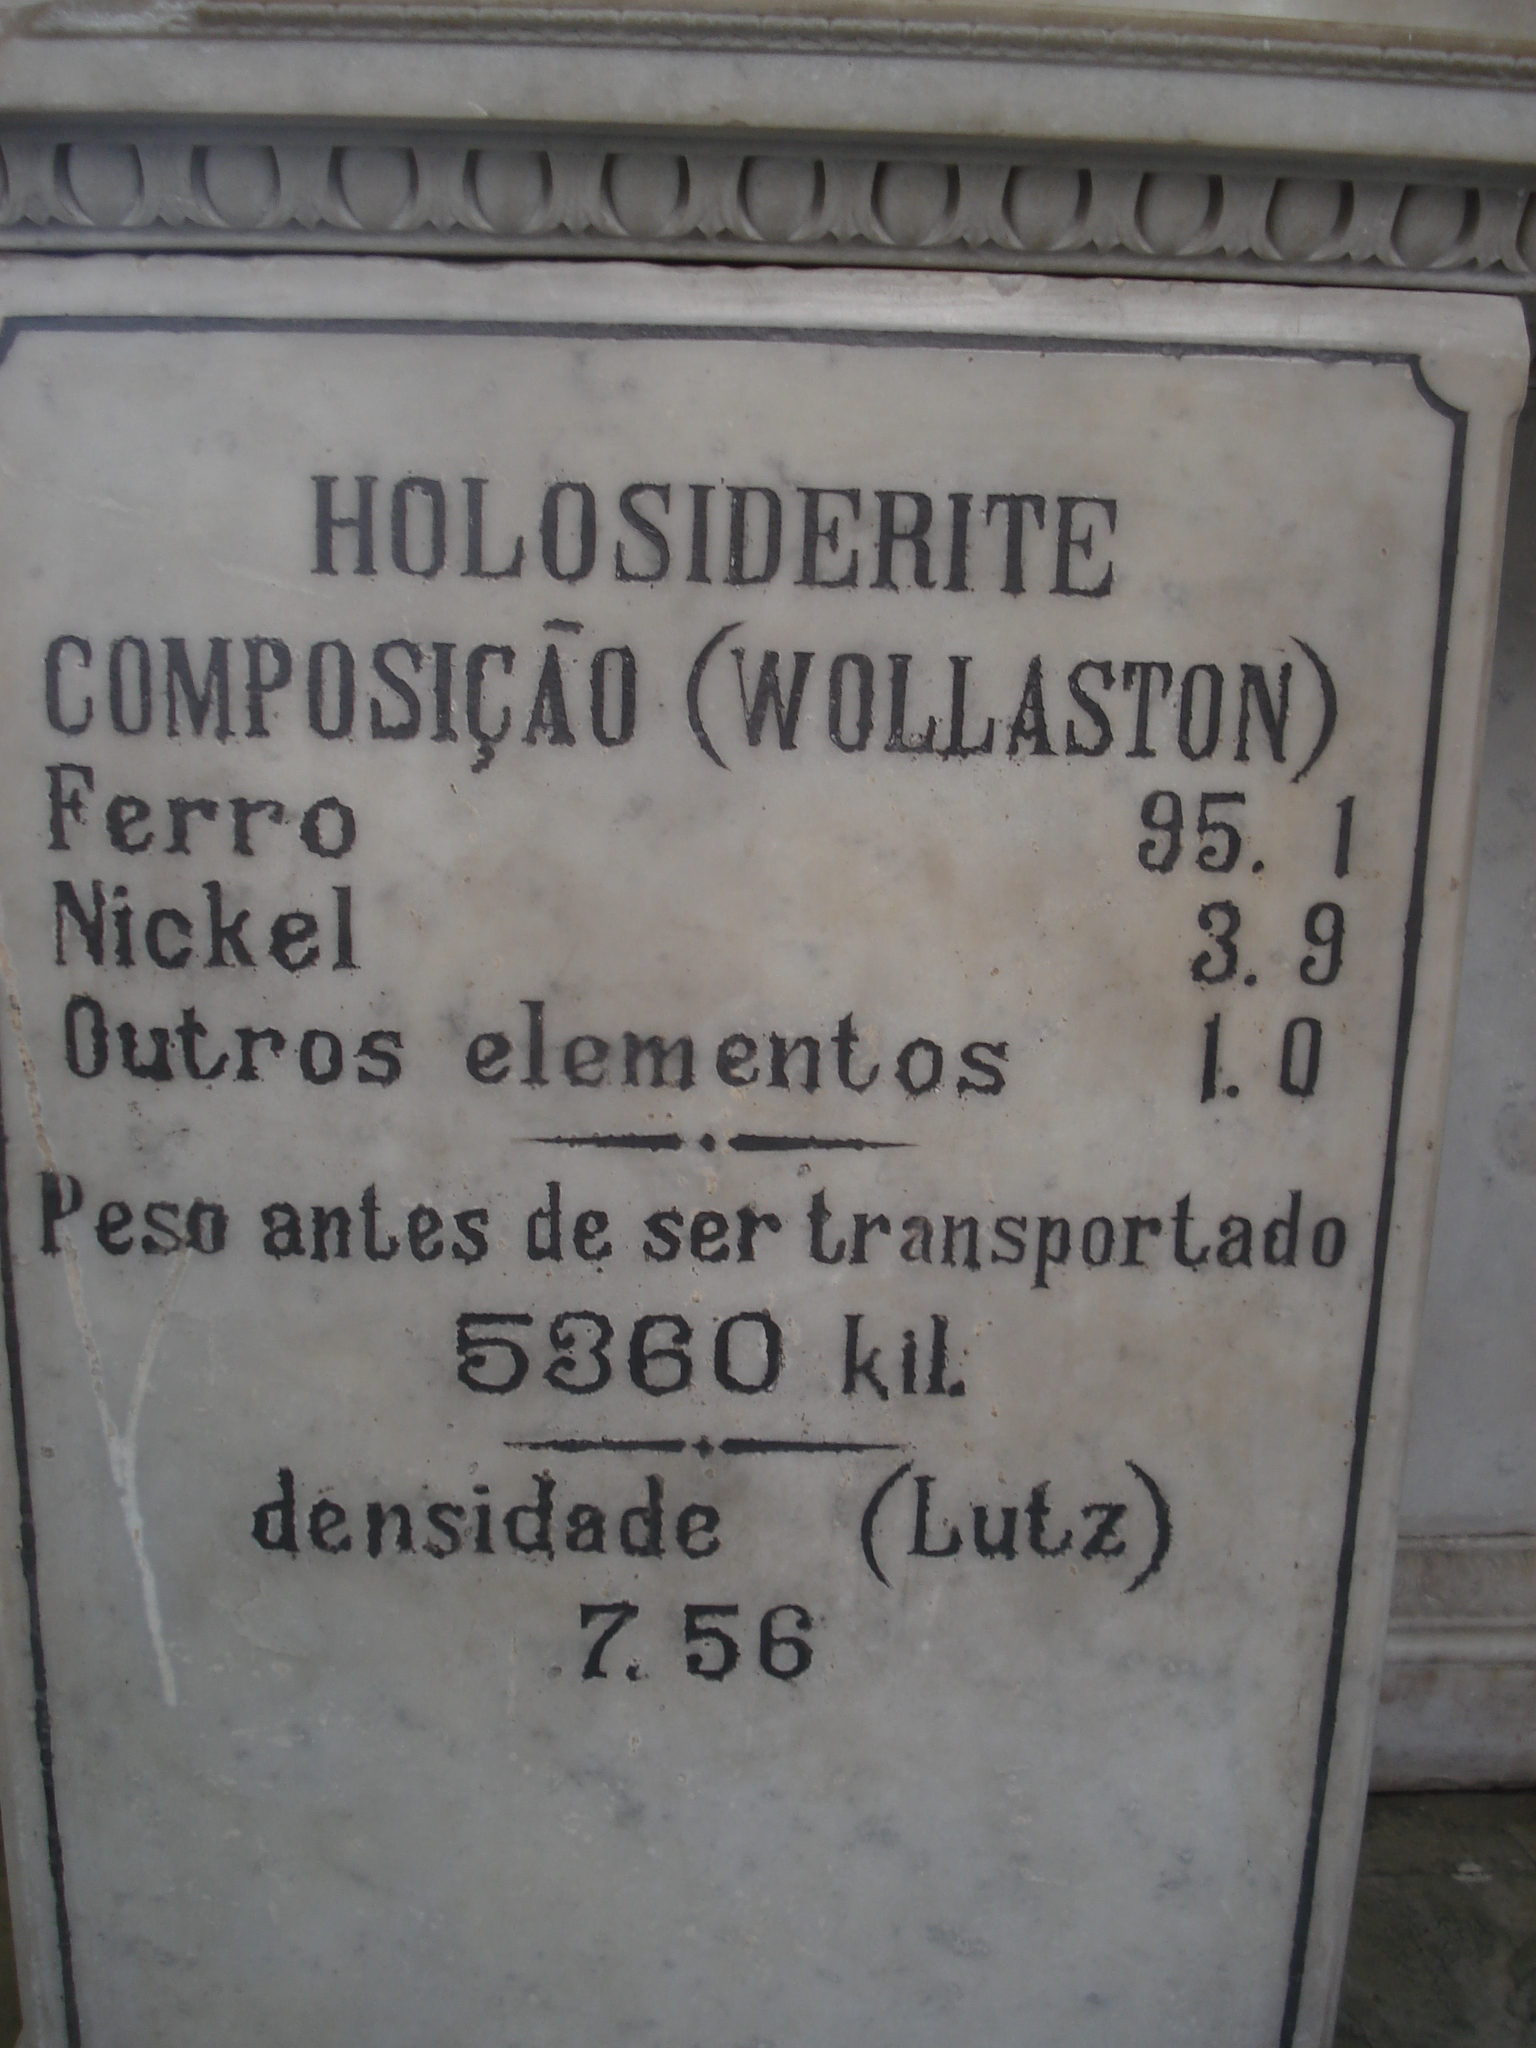 HOLOSIDERITE
COMPOSIÇÃO (WOLLASTON)
Ferro 95. 1
Nickel 3. 9
Outros elementos 1. 0
Peso antes de ser transportado
5360 kil.
densidade (Lutz)
7. 56